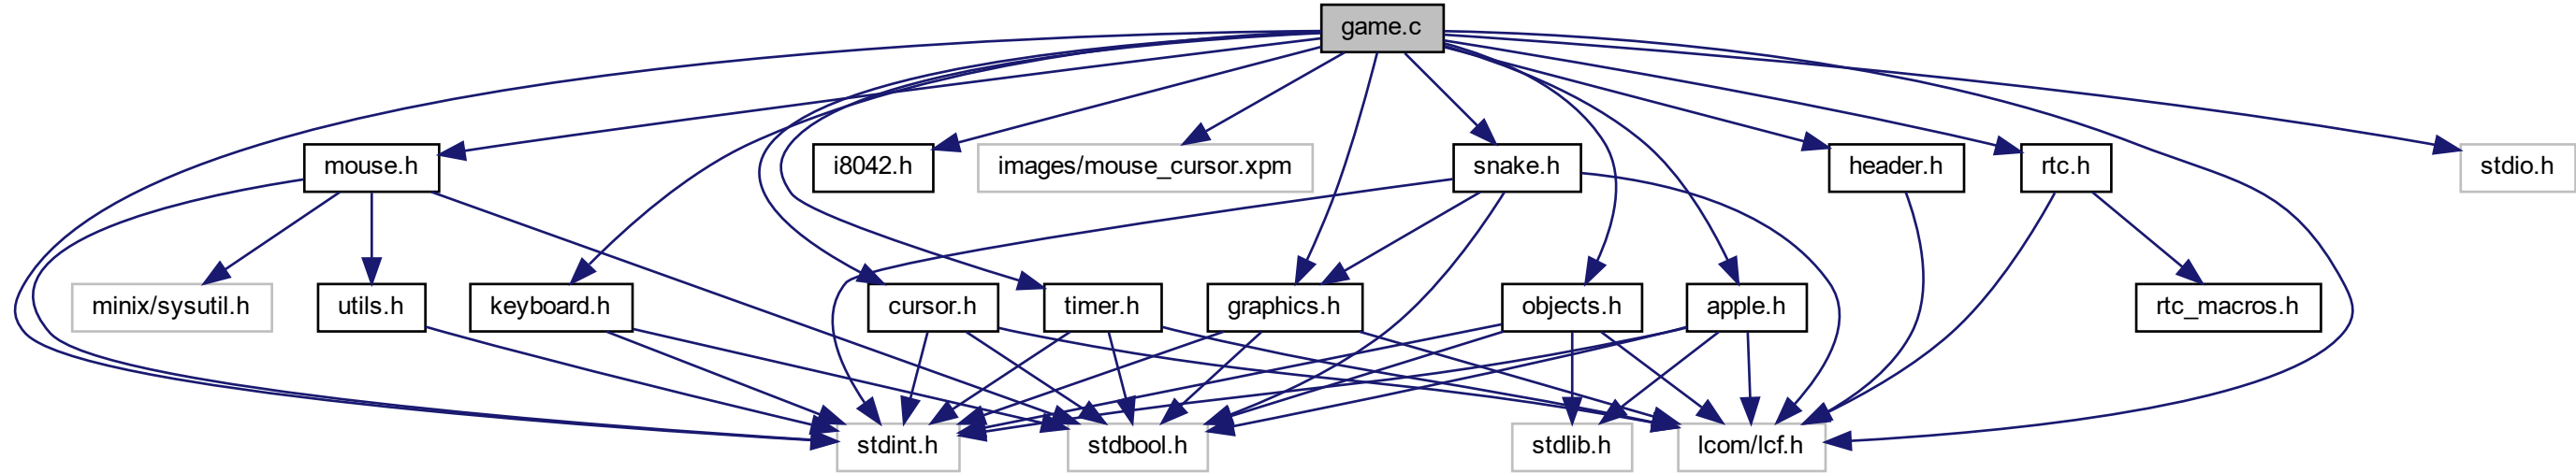 game.c
mouse.h
i8042.h
images/mouse_cursor.xpm
snake.h
header.h
rtc.h
stdio.h
minix/sysutil.h
utils.h
keyboard.h
cursor.h
timer.h
graphics.h
objects.h
apple.h
rtc_macros.h
stdint.h
stdbool.h
stdlib.h
lcom/lcf.h